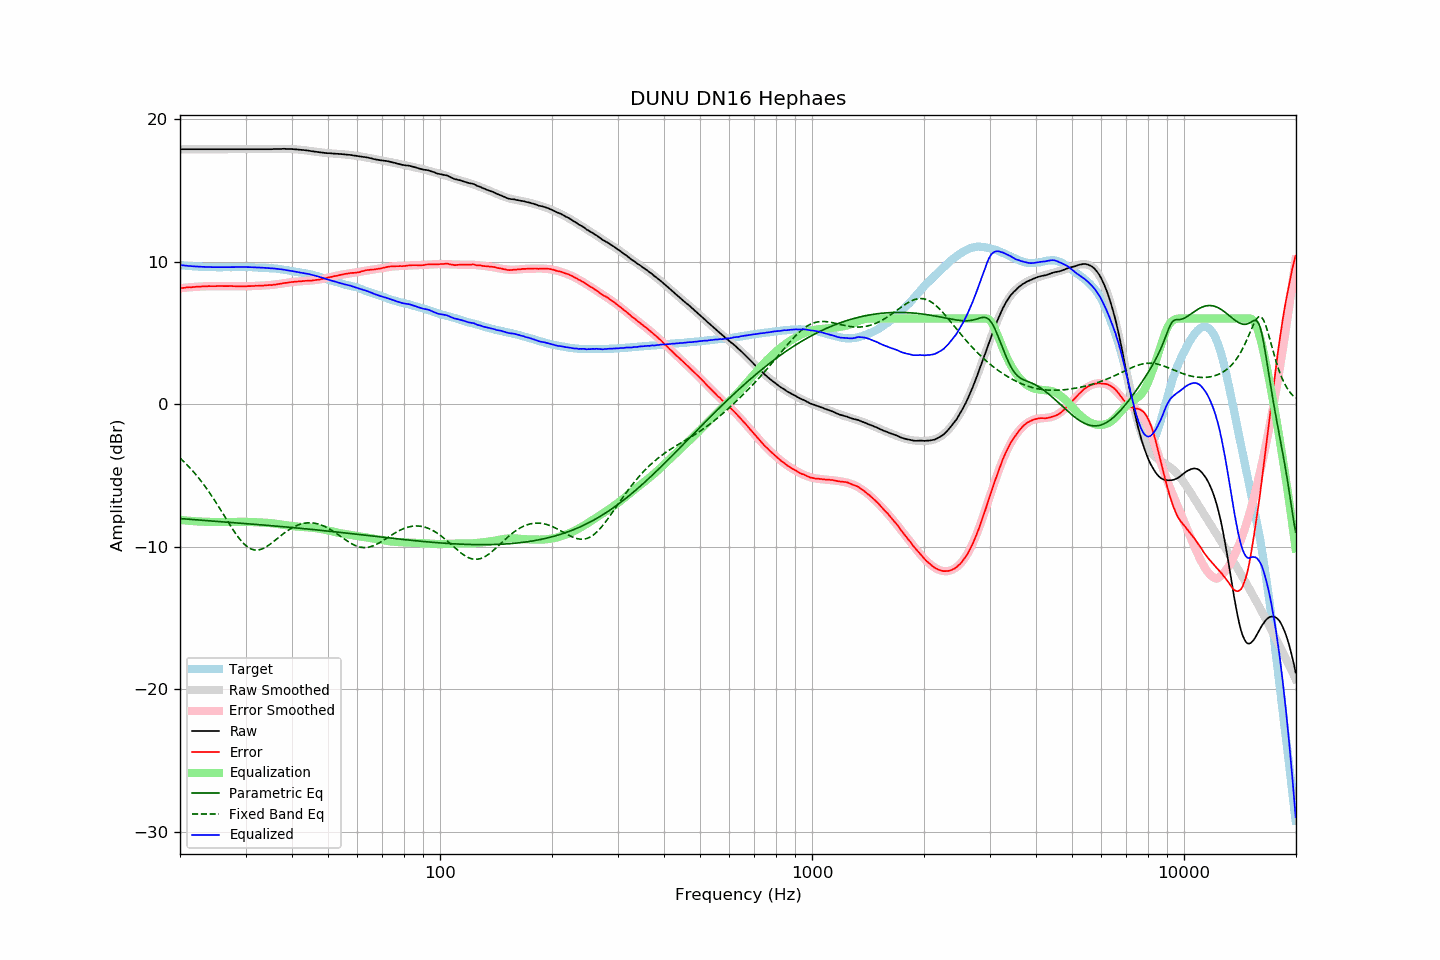 DUNU DN16 Hephaes
20
10
0
−10
−20
−30
Amplitude (dBr)
Target
Raw Smoothed
Error Smoothed
Raw
Error
Equalization
Parametric Eq
Fixed Band Eq
Equalized
100
1000
10000
Frequency (Hz)